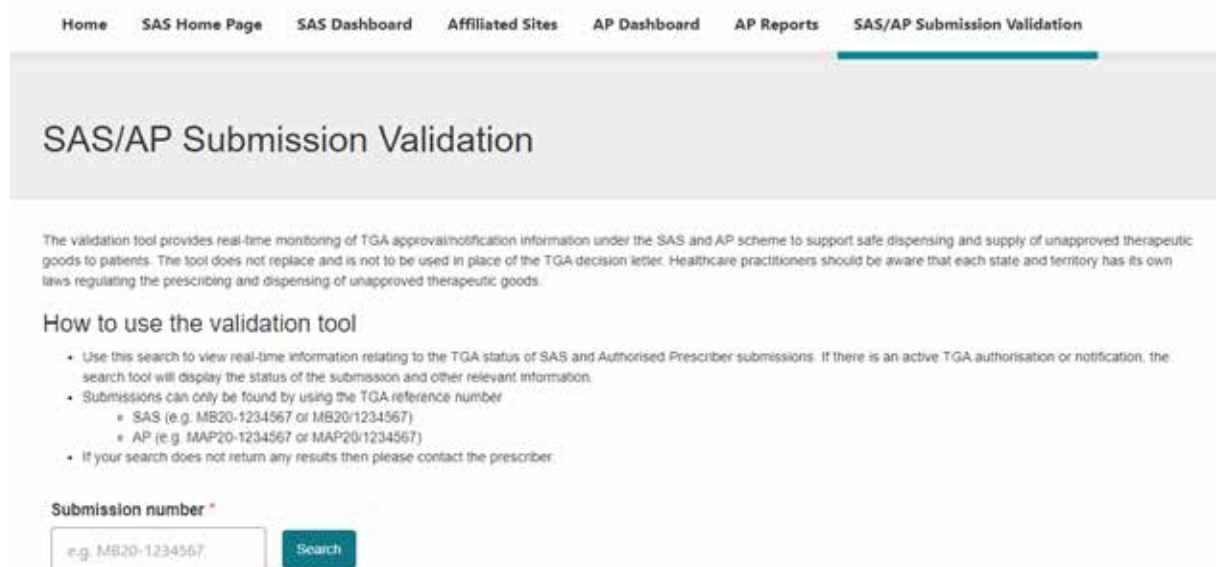 Home SAS Home Page SAS Dashboard Affiliated Sites AP Dashboard AP Reports SAS/AP Submission Validation
SAS/AP Submission Validation
The validation tool provides real-time monitoring of TGA approval/notification information under the SAS and AP scheme to support safe dispensing and supply of unapproved therapeutic
goods to patients. The tool does not replace and is not to be used in place of the TGA decision letter. Healthcare practitioners should be aware that each state and territory has its own
laws regulating the prescribing and dispensing of unapproved therapeutic goods.
How to use the validation tool
• Use this search to view real-time information relating to the TGA status of SAS and Authorised Prescriber submissions. If there is an active TGA authorisation or notification, the
search tool will display the status of the submission and other relevant information.
• Submissions can only be found by using the TGA reference number
SAS (e.g. MB20-1234567 or MB20/1234567)
AP (e.g. MAP20-1234567 or MAP20/1234567)
• If your search does not return any results then please contact the prescriber.
Submission number *
e.g. MB20-1234567 Search